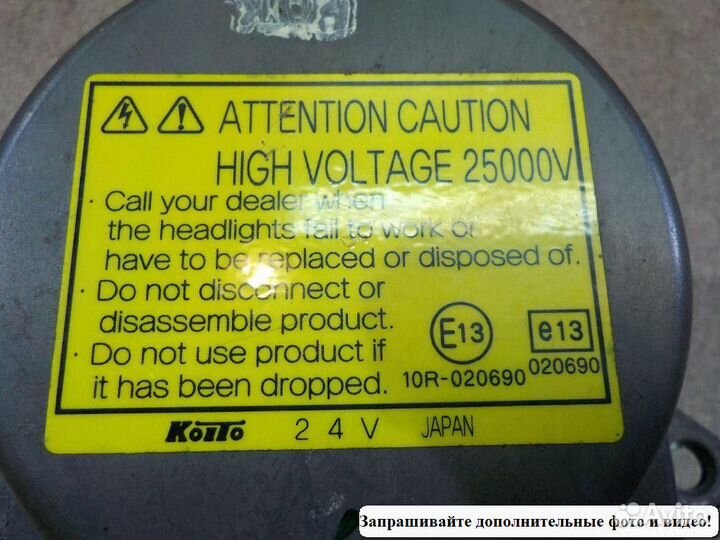 ATTENTION CAUTION
HIGH VOLTAGE 25000V
· Call your dealer when
the headlights fail to work or
have to be replaced or disposed of.
· Do not disconnect or
disassemble product.
· Do not use product if
it has been dropped.
E13
e13
10R-020690
020690
KOITO
24V
JAPAN
Avito
Запрашивайте дополнительные фото и видео!